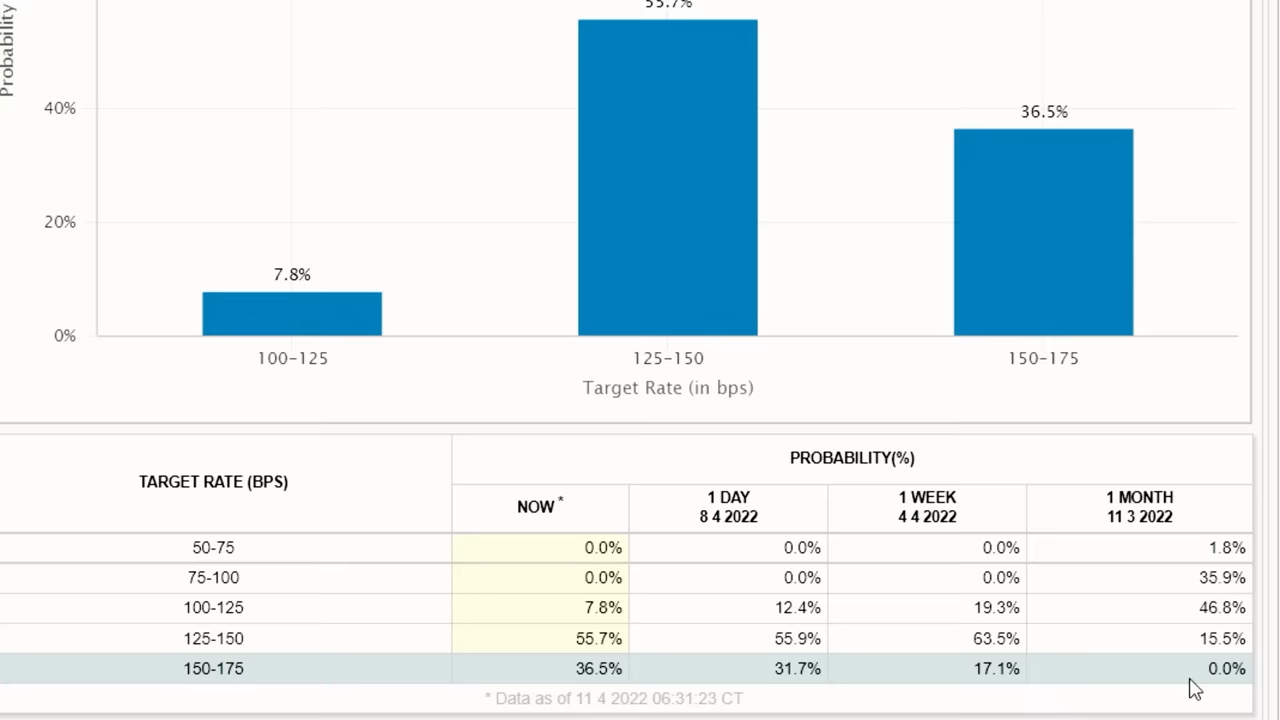 55.7%
Probability
40%
36.5%
20%
7.8%
0%
100-125 125-150 150-175
Target Rate (in bps)
TARGET RATE (BPS) PROBABILITY(%)
NOW * 1 DAY 1 WEEK 1 MONTH
8 4 2022 4 4 2022 11 3 2022
50-75 0.0% 0.0% 0.0% 1.8%
75-100 0.0% 0.0% 0.0% 35.9%
100-125 7.8% 12.4% 19.3% 46.8%
125-150 55.7% 55.9% 63.5% 15.5%
150-175 36.5% 31.7% 17.1% 0.0%
* Data as of 11 4 2022 06:31:23 CT